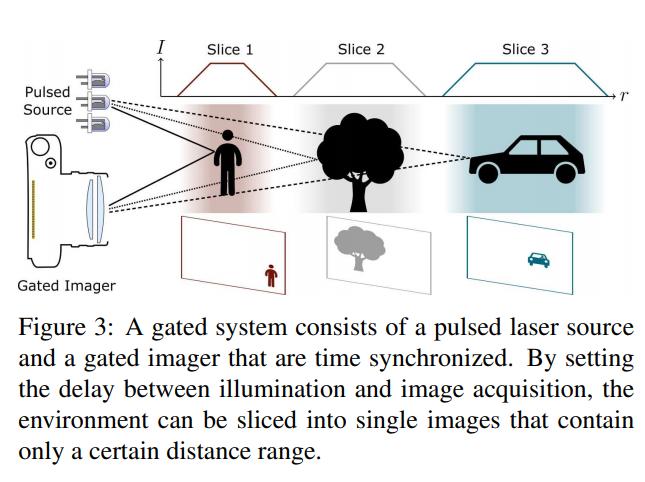 I
Slice 1
Slice 2
Slice 3
r
Pulsed
Source
Gated Imager
Figure 3: A gated system consists of a pulsed laser source
and a gated imager that are time synchronized. By setting
the delay between illumination and image acquisition, the
environment can be sliced into single images that contain
only a certain distance range.